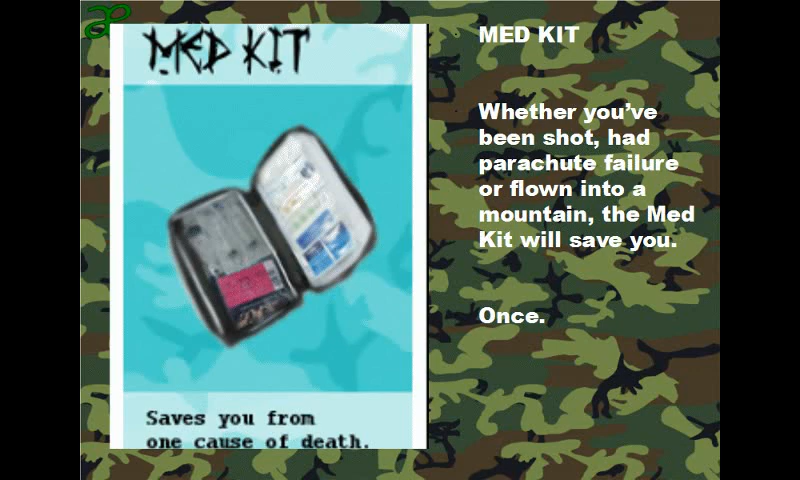 MED KIT
Saves you from
one cause of death.
MED KIT
Whether you’ve
been shot, had
parachute failure
or flown into a
mountain, the Med
Kit will save you.
Once.